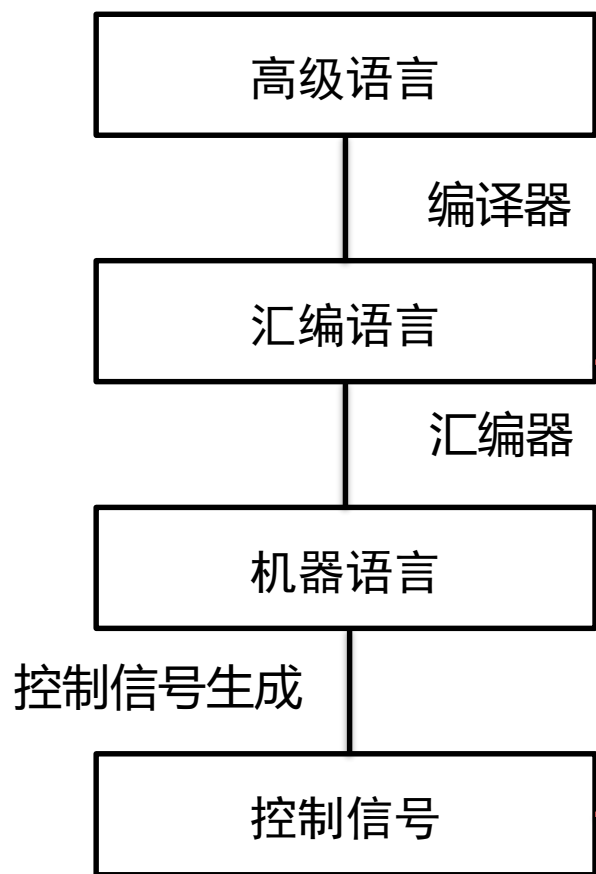 高级语言
编译器
汇编语言
汇编器
机器语言
控制信号生成
控制信号